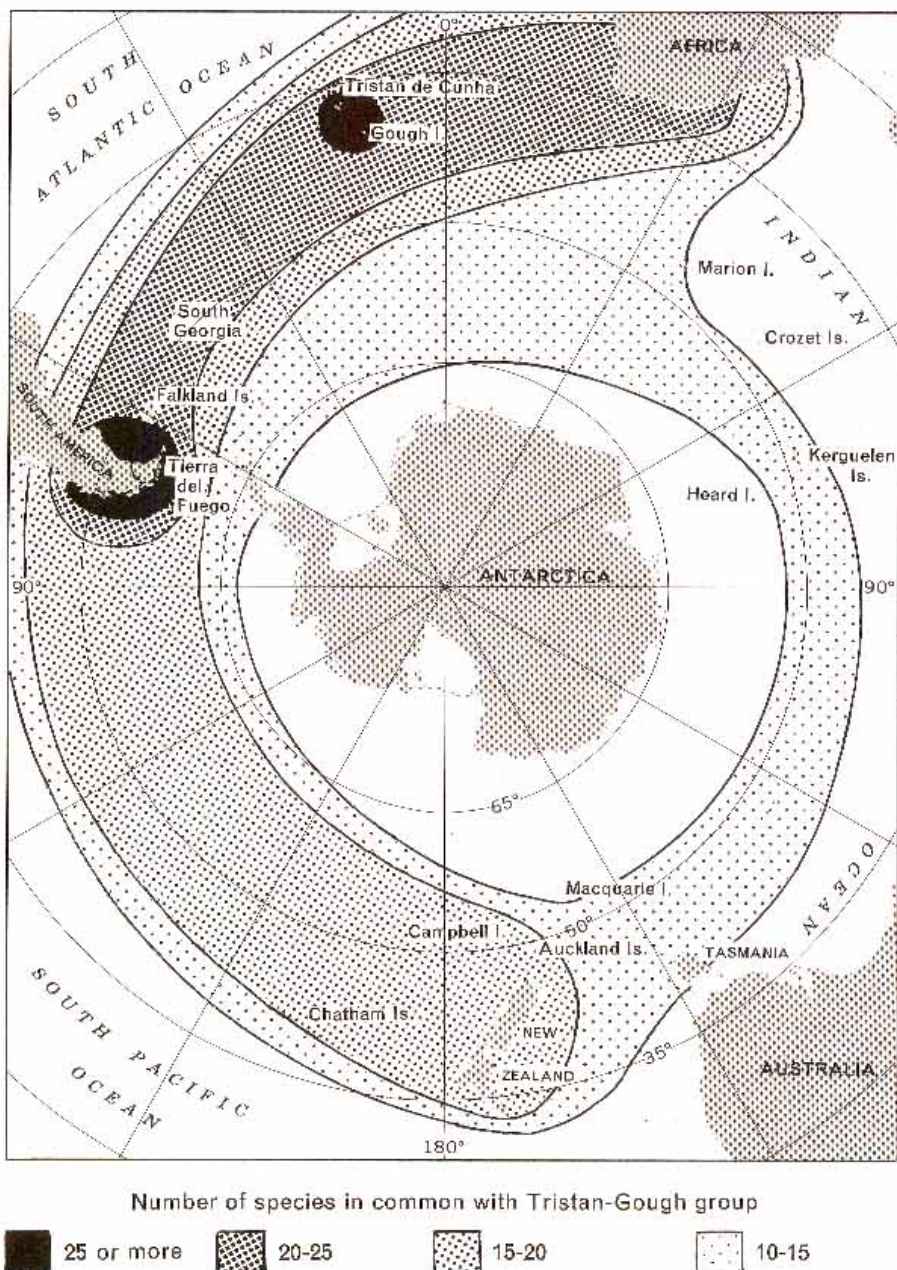 0°
AFRICA
SOUTH
ATLANTIC OCEAN
Tristan de Cunha
Gough I.
INDIAN
Marion I.
South
Georgia
Crozet Is.
SOUTH AMERICA
Falkland Is.
Tierra
del.
Fuego
Kerguelen
Is.
Heard I.
90°
ANTARCTICA
90°
65°
Macquarie I.
50°
OCEAN
Campbell I.
Auckland Is.
TASMANIA
SOUTH PACIFIC
OCEAN
Chatham Is.
NEW
ZEALAND
35°
AUSTRALIA
180°
Number of species in common with Tristan-Gough group
25 or more 20-25 15-20 10-15